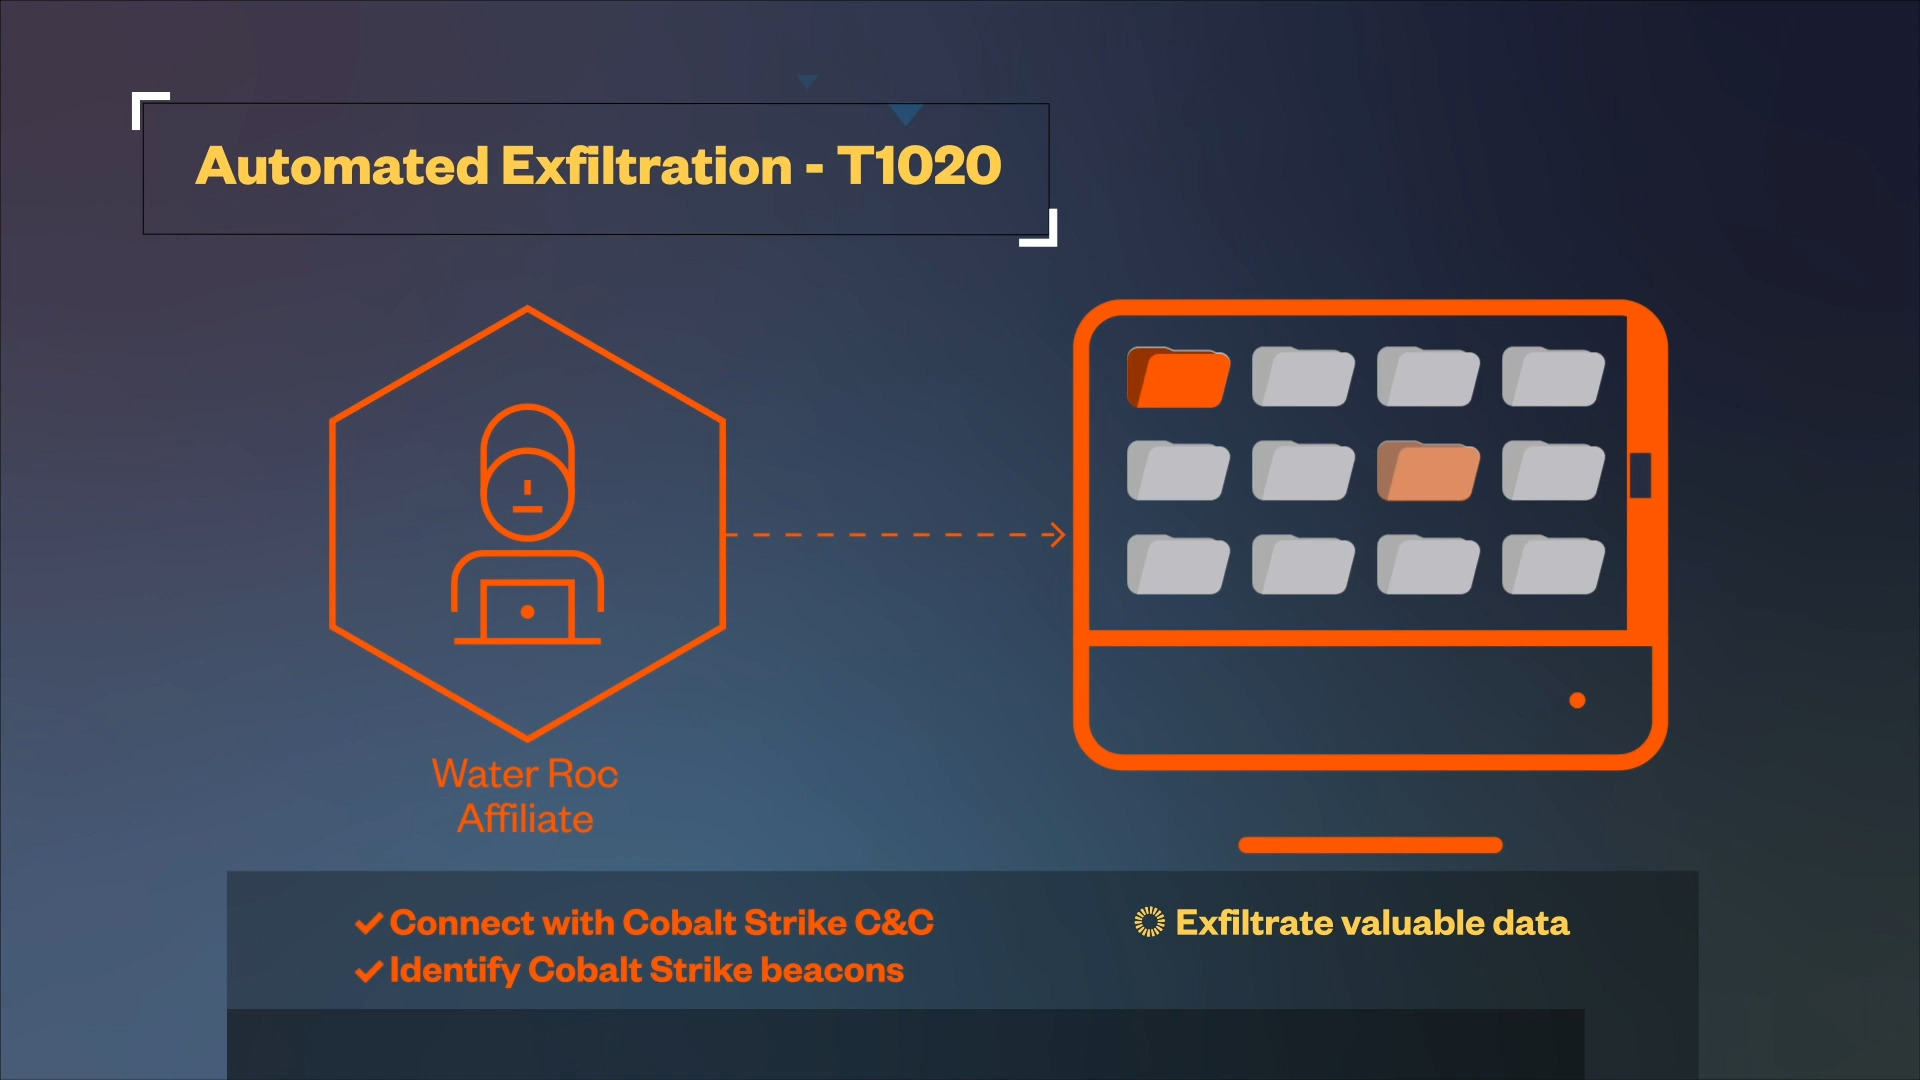 Automated Exfiltration - T1020
Water Roc
Affiliate
Connect with Cobalt Strike C&C
Identify Cobalt Strike beacons
Exfiltrate valuable data